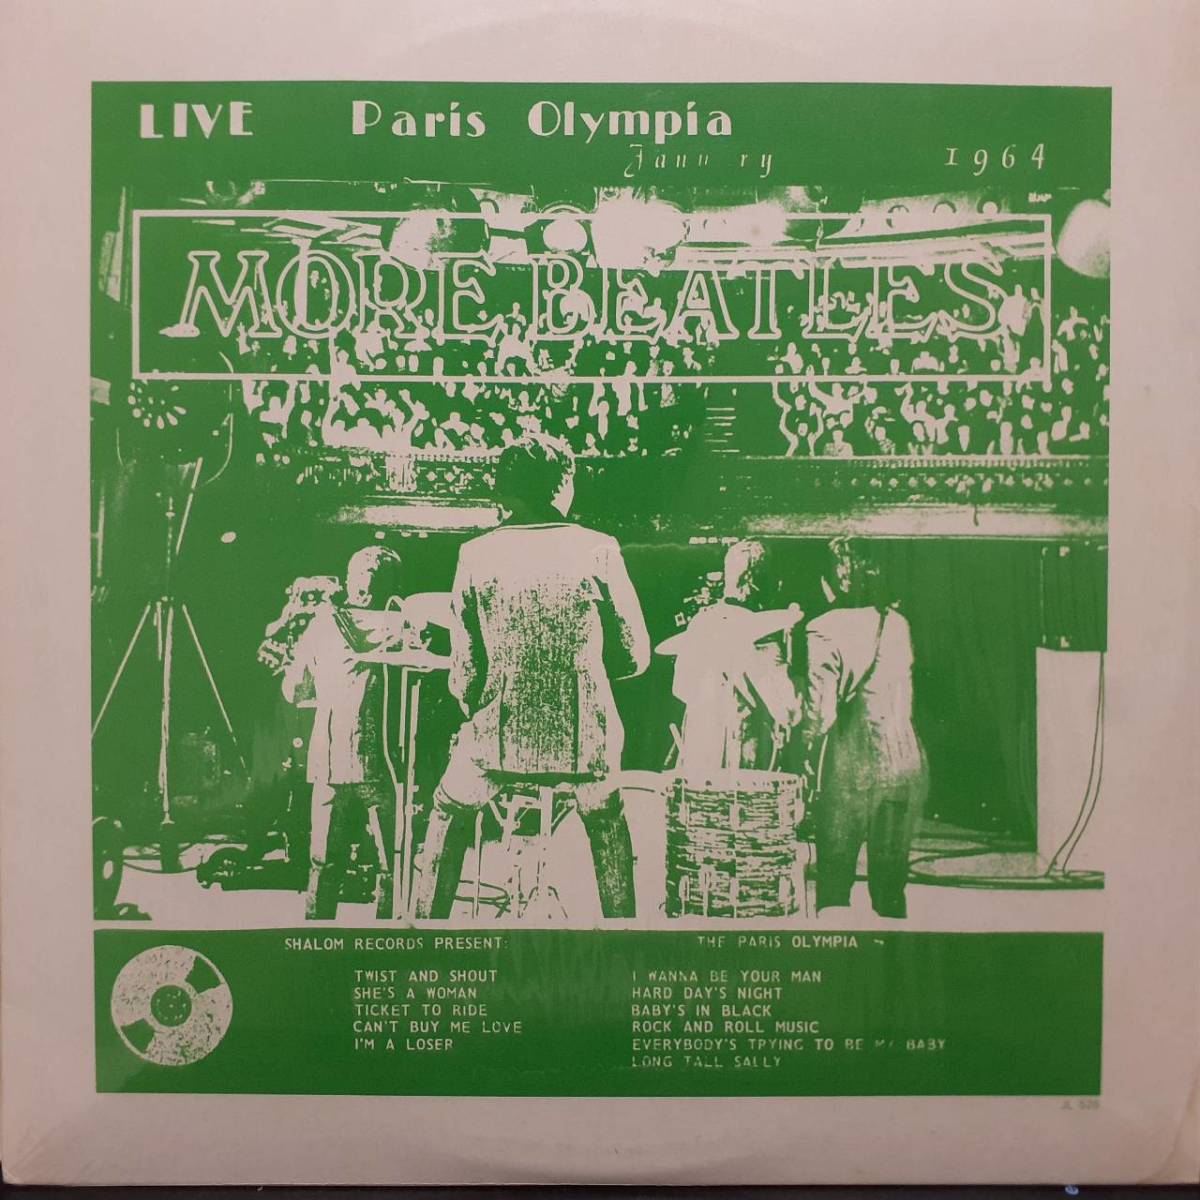 LIVE Paris Olympia
1964
MORE BEATLES
SHALOM RECORDS PRESENT:
TWIST AND SHOUT
SHE'S A WOMAN
TICKET TO RIDE
CAN'T BUY ME LOVE
I'M A LOSER
THE PARIS OLYMPIA -
I WANNA BE YOUR MAN
HARD DAY'S NIGHT
BABY'S IN BLACK
ROCK AND ROLL MUSIC
EVERYBODY'S TRYING TO BE MY BABY
LONG TALL SALLY
JL 526